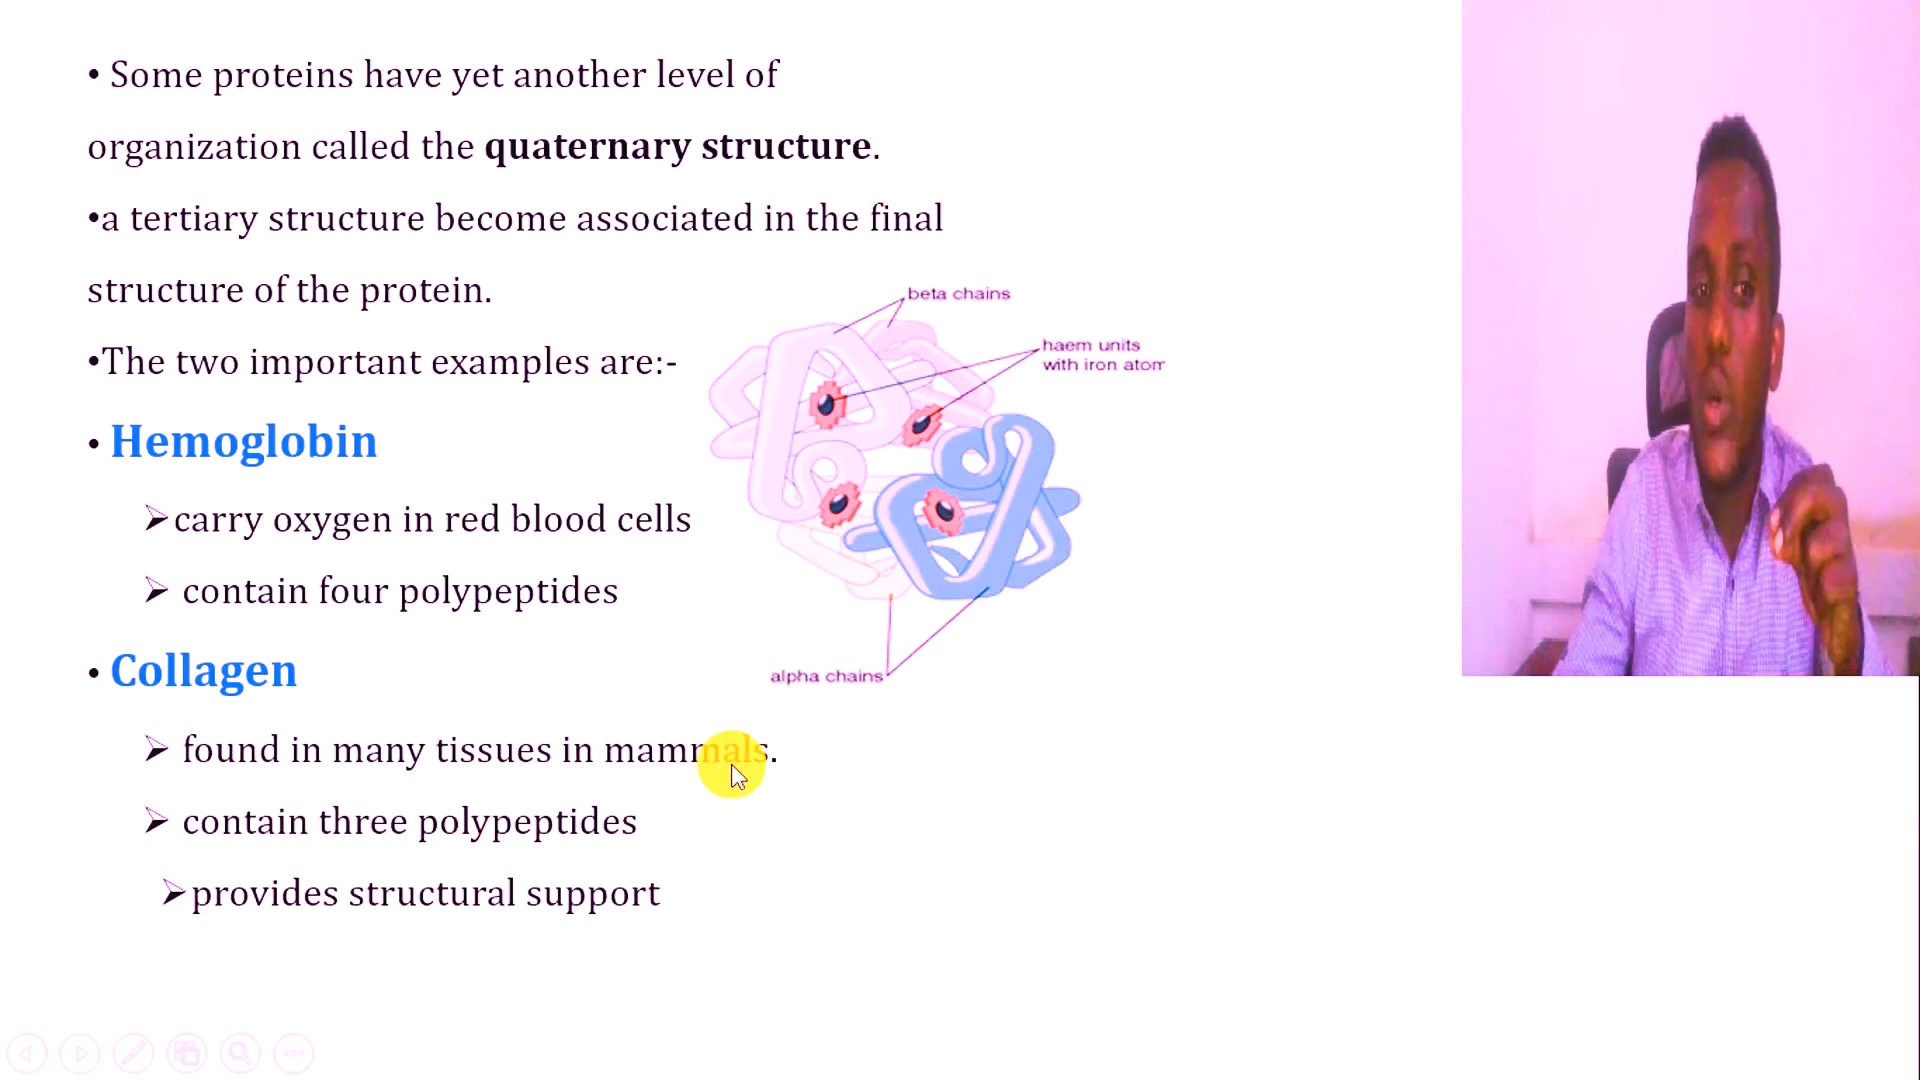 • Some proteins have yet another level of
organization called the quaternary structure.
•a tertiary structure become associated in the final
structure of the protein.
•The two important examples are:-
• Hemoglobin
➢carry oxygen in red blood cells
➢ contain four polypeptides
• Collagen
➢ found in many tissues in mammals.
➢ contain three polypeptides
➢provides structural support
beta chains
haem units
with iron atom
alpha chains